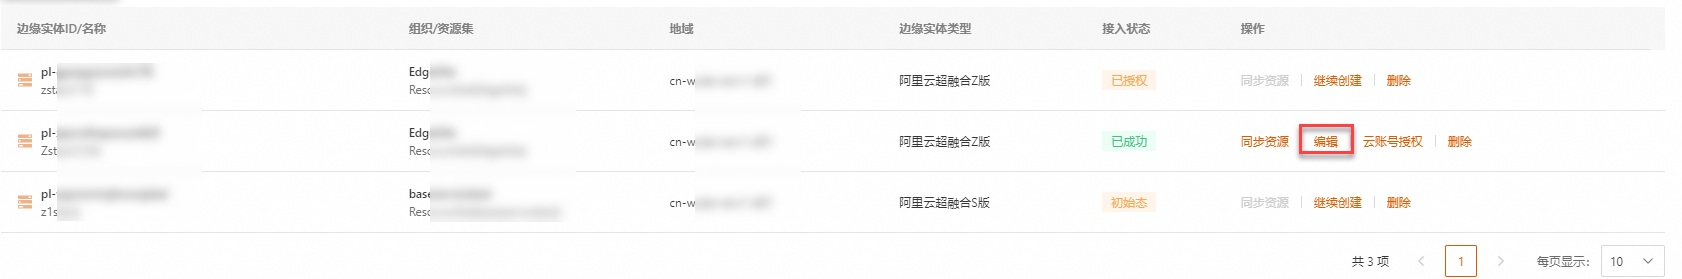 边缘实体ID/名称 组织/资源集 地域 边缘实体类型 接入状态 操作
pl- Edg cn-w 阿里云超融合Z版 已授权 同步资源 继续创建 删除
zst Resc
pl- Edg cn-w 阿里云超融合Z版 已成功 同步资源 编辑 云账号授权 删除
Zst Resc
pl- base cn-w 阿里云超融合S版 初始态 同步资源 继续创建 删除
z1s Resc
共 3 项 1 每页显示: 10